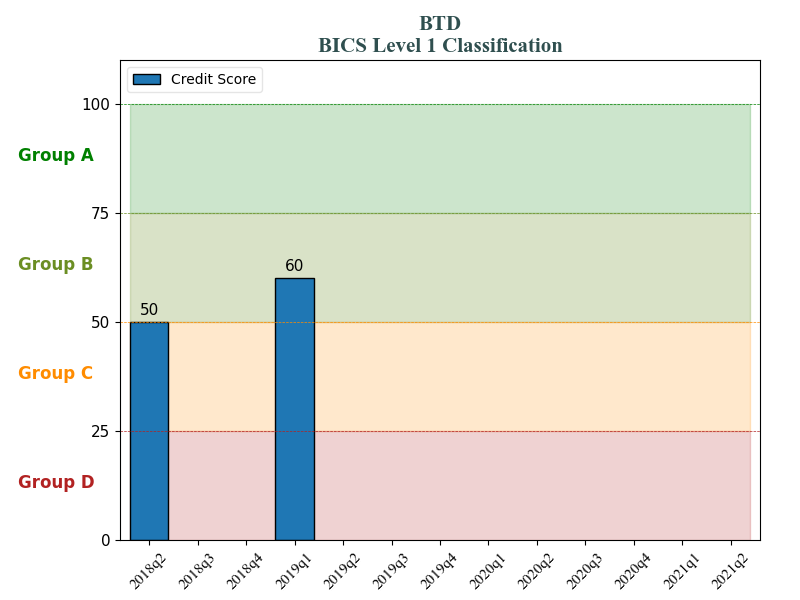 BTD
BICS Level 1 Classification
Credit Score
100
Group A
75
Group B
60
50
50
Group C
25
Group D
0
2018q2 2018q3 2018q4 2019q1 2019q2 2019q3 2019q4 2020q1 2020q2 2020q3 2020q4 2021q1 2021q2